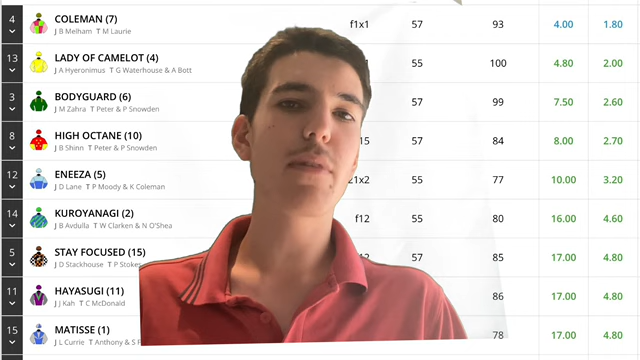 4 COLEMAN (7) f1x1 57 93 4.00 1.80
J B Melham T M Laurie
13 LADY OF CAMELOT (4) 55 100 4.80 2.00
J A Hyeronimus T G Waterhouse & A Bott
3 BODYGUARD (6) 57 99 7.50 2.60
J M Zahra T Peter & P Snowden
8 HIGH OCTANE (10) 15 57 84 8.00 2.70
J B Shinn T Peter & P Snowden
12 ENEEZA (5) 21x2 55 77 10.00 3.20
J D Lane T P Moody & K Coleman
14 KUROYANAGI (2) f12 55 80 16.00 4.60
J B Avdulla T W Clarken & N O'Shea
5 STAY FOCUSED (15) 57 85 17.00 4.80
J D Stackhouse T P Stokes
11 HAYASUGI (11) 86 17.00 4.80
J J Kah T C McDonald
15 MATISSE (1) 78 17.00 4.80
J L Currie T Anthony & S F